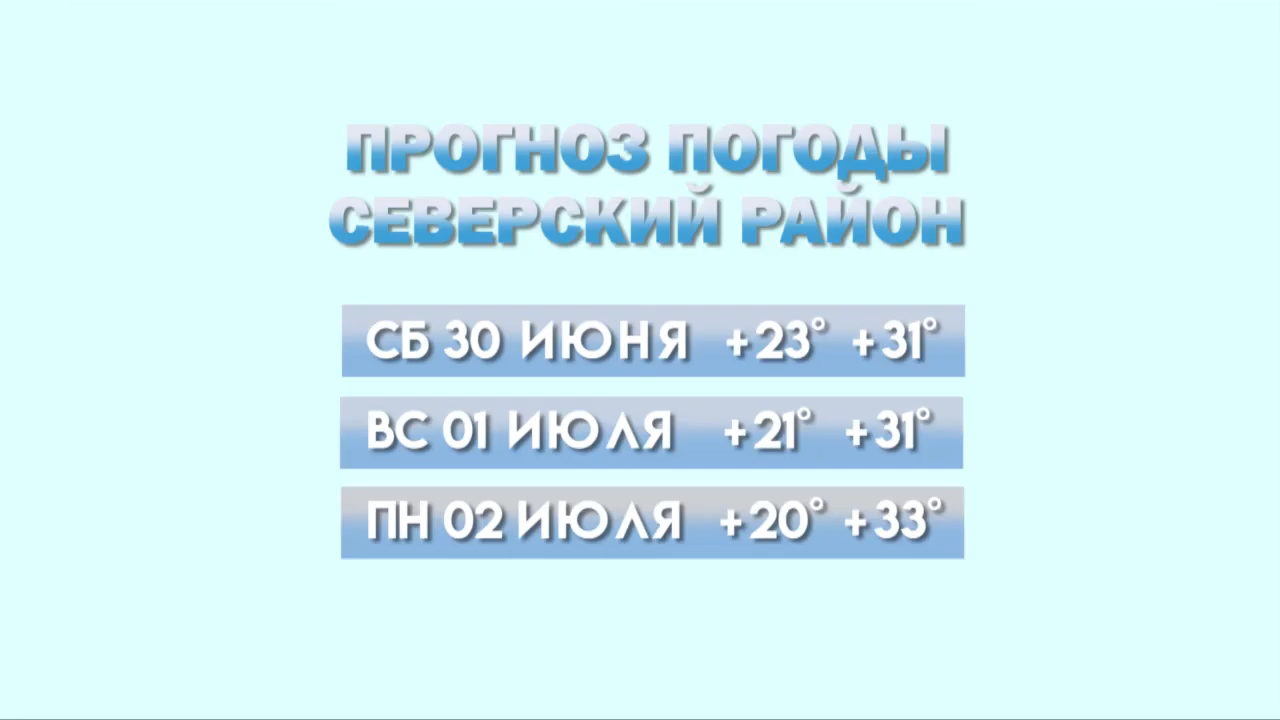 ПРОГНОЗ ПОГОДЫ
СЕВЕРСКИЙ РАЙОН
СБ 30 ИЮНЯ +23° +31°
ВС 01 ИЮЛЯ +21° +31°
ПН 02 ИЮЛЯ +20° +33°